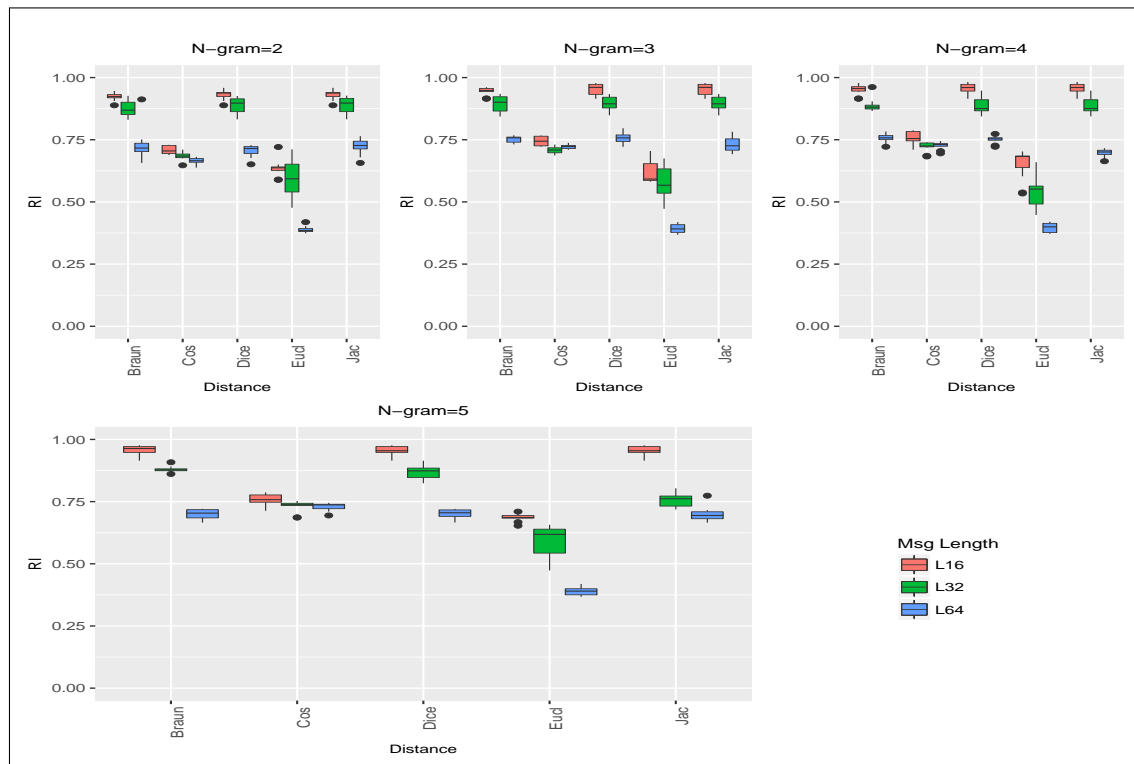 N-gram=2
1.00
0.75
0.50
0.25
0.00
RI
Braun
Cos
Dice
Eucl
Jac
Distance
N-gram=3
1.00
0.75
0.50
0.25
0.00
RI
Braun
Cos
Dice
Eucl
Jac
Distance
N-gram=4
1.00
0.75
0.50
0.25
0.00
RI
Braun
Cos
Dice
Eucl
Jac
Distance
N-gram=5
1.00
0.75
0.50
0.25
0.00
RI
Braun
Cos
Dice
Eucl
Jac
Distance
Msg Length
L16
L32
L64